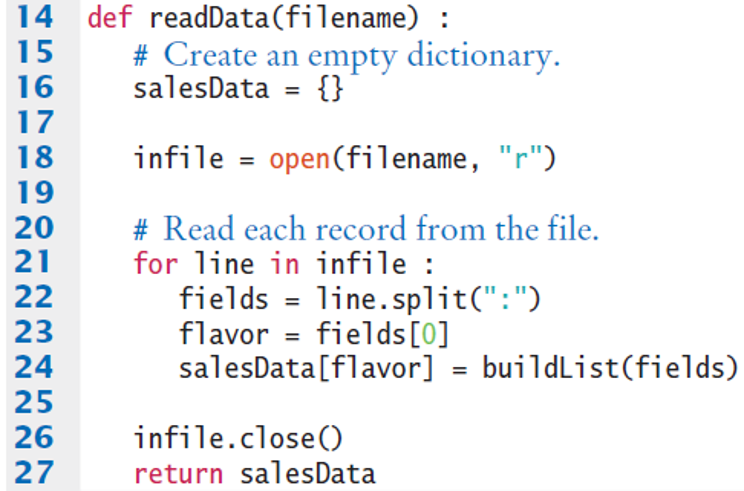 14 def readData(filename) :
15    # Create an empty dictionary.
16    salesData = {}
17
18    infile = open(filename, "r")
19
20    # Read each record from the file.
21    for line in infile :
22       fields = line.split(":")
23       flavor = fields[0]
24       salesData[flavor] = buildList(fields)
25
26    infile.close()
27    return salesData